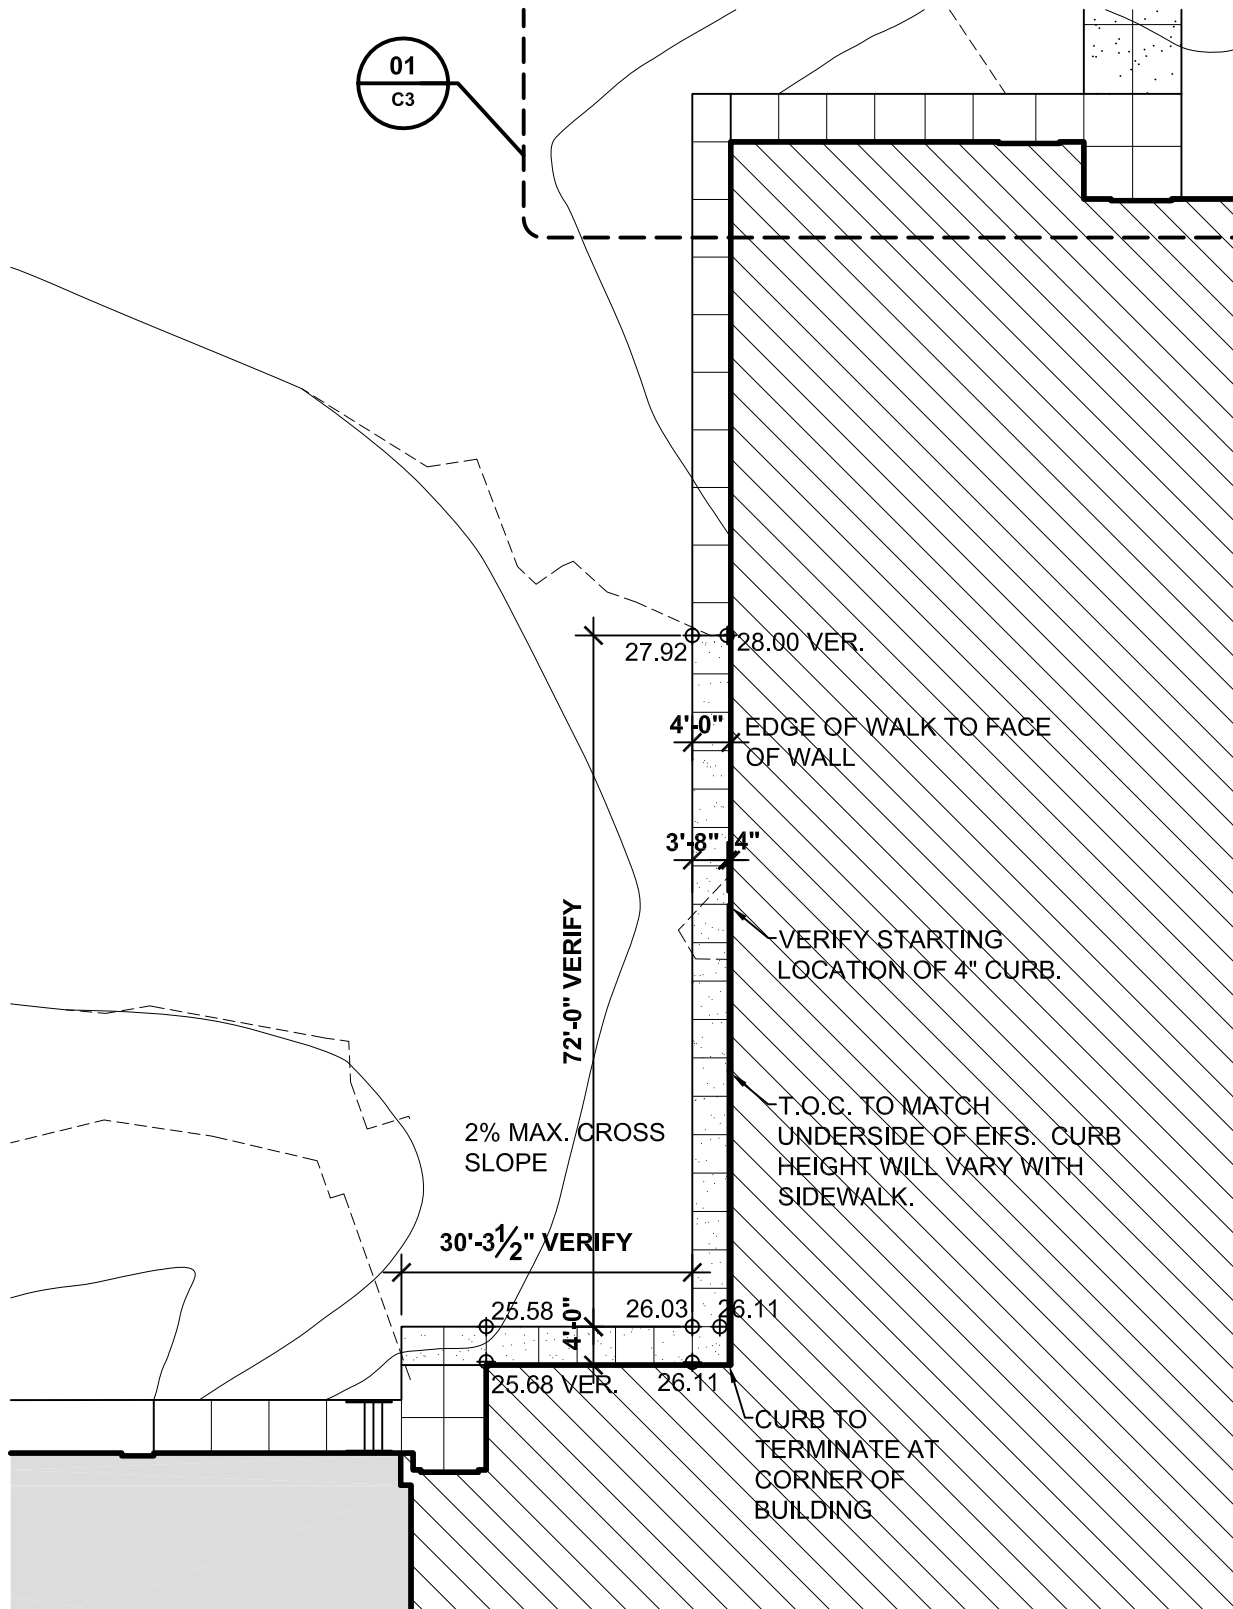 01
C3
27.92
28.00 VER.
4'-0"
EDGE OF WALK TO FACE
OF WALL
3'-8"
4"
72'-0" VERIFY
VERIFY STARTING
LOCATION OF 4" CURB.
T.O.C. TO MATCH
UNDERSIDE OF EIFS. CURB
HEIGHT WILL VARY WITH
SIDEWALK.
2% MAX. CROSS
SLOPE
30'-3 1/2" VERIFY
25.58
4'-0"
26.03
26.11
25.68 VER.
26.11
CURB TO
TERMINATE AT
CORNER OF
BUILDING